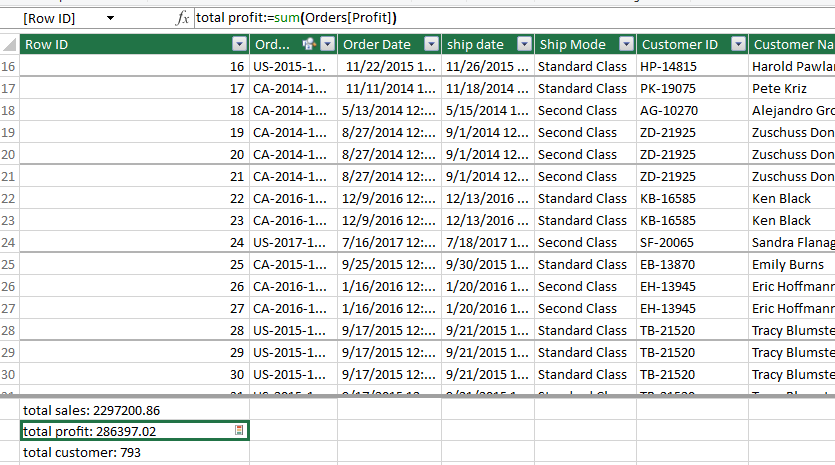 [Row ID] fx total profit:=sum(Orders[Profit])
Row ID Ord... Order Date ship date Ship Mode Customer ID Customer Na
16 16 US-2015-1... 11/22/2015 1... 11/26/2015 ... Standard Class HP-14815 Harold Pawla
17 17 CA-2014-1... 11/11/2014 1... 11/18/2014 ... Standard Class PK-19075 Pete Kriz
18 18 CA-2014-1... 5/13/2014 12:... 5/15/2014 1... Second Class AG-10270 Alejandro Gro
19 19 CA-2014-1... 8/27/2014 12:... 9/1/2014 12... Second Class ZD-21925 Zuschuss Don
20 20 CA-2014-1... 8/27/2014 12:... 9/1/2014 12... Second Class ZD-21925 Zuschuss Don
21 21 CA-2014-1... 8/27/2014 12:... 9/1/2014 12... Second Class ZD-21925 Zuschuss Don
22 22 CA-2016-1... 12/9/2016 12:... 12/13/2016 ... Standard Class KB-16585 Ken Black
23 23 CA-2016-1... 12/9/2016 12:... 12/13/2016 ... Standard Class KB-16585 Ken Black
24 24 US-2017-1... 7/16/2017 12:... 7/18/2017 1... Second Class SF-20065 Sandra Flanag
25 25 CA-2015-1... 9/25/2015 12:... 9/30/2015 1... Standard Class EB-13870 Emily Burns
26 26 CA-2016-1... 1/16/2016 12:... 1/20/2016 1... Second Class EH-13945 Eric Hoffmann
27 27 CA-2016-1... 1/16/2016 12:... 1/20/2016 1... Second Class EH-13945 Eric Hoffmann
28 28 US-2015-1... 9/17/2015 12:... 9/21/2015 1... Standard Class TB-21520 Tracy Blumste
29 29 US-2015-1... 9/17/2015 12:... 9/21/2015 1... Standard Class TB-21520 Tracy Blumste
30 30 US-2015-1... 9/17/2015 12:... 9/21/2015 1... Standard Class TB-21520 Tracy Blumste
total sales: 2297200.86
total profit: 286397.02
total customer: 793